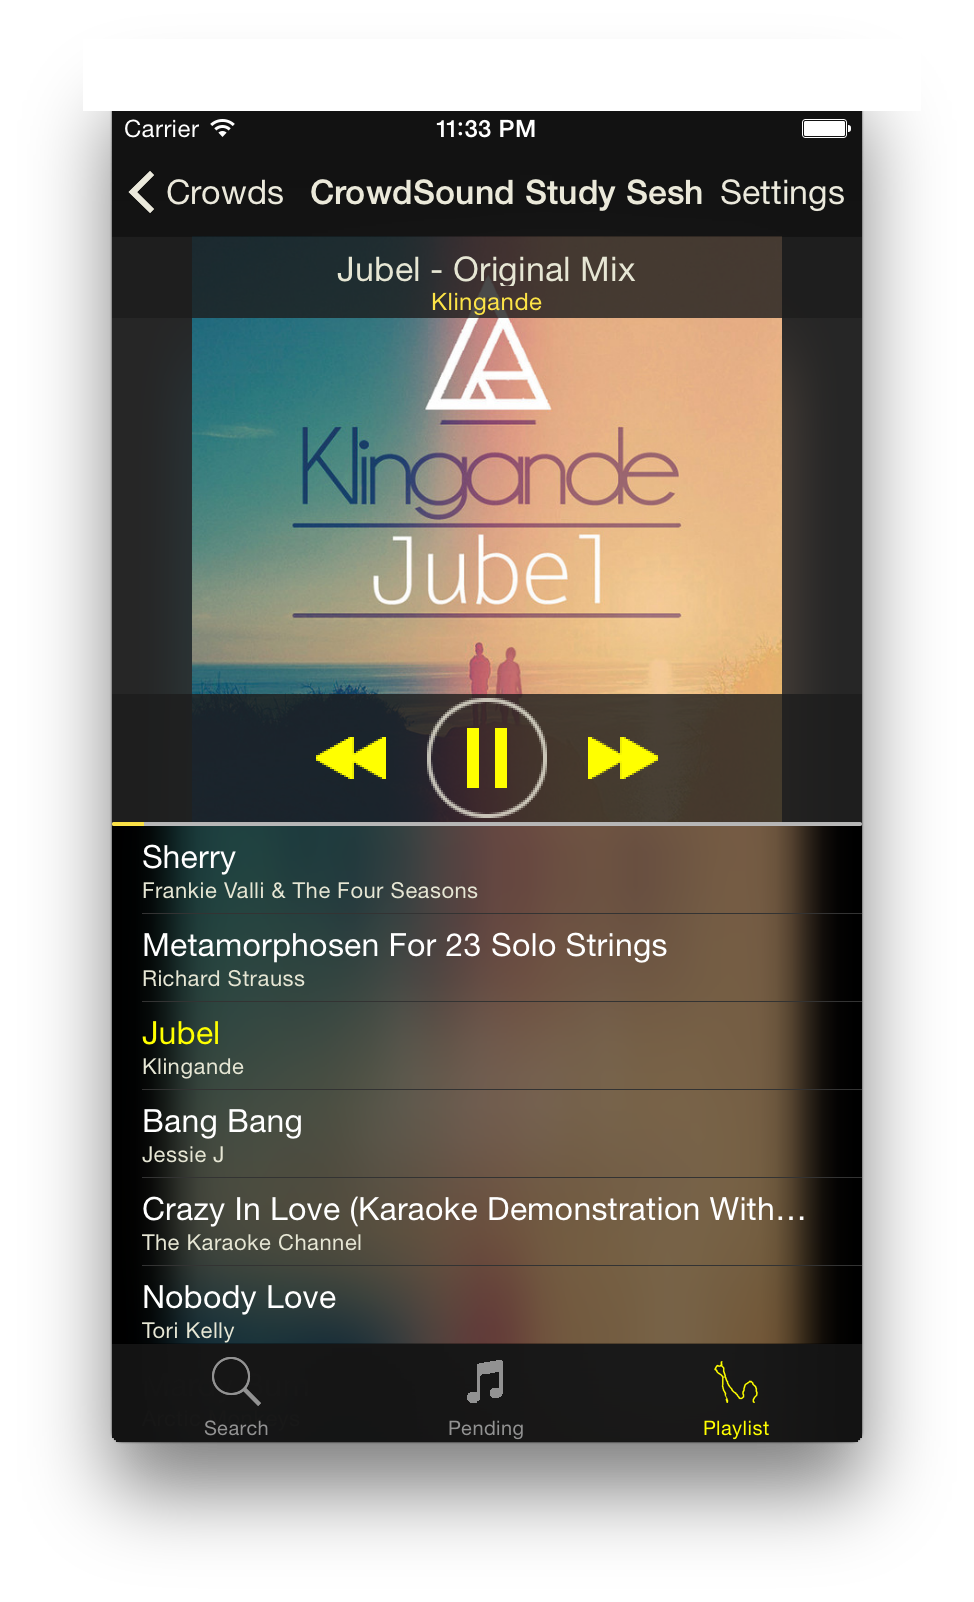 Carrier 11:33 PM
Crowds CrowdSound Study Sesh Settings
Jubel - Original Mix
Klingande
Klingande
Jubel
Sherry
Frankie Valli & The Four Seasons
Metamorphosen For 23 Solo Strings
Richard Strauss
Jubel
Klingande
Bang Bang
Jessie J
Crazy In Love (Karaoke Demonstration With...
The Karaoke Channel
Nobody Love
Tori Kelly
Search Pending Playlist